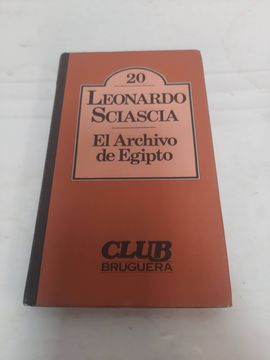 20
LEONARDO
SCIASCIA
El Archivo
de Egipto
CLUB
BRUGUERA